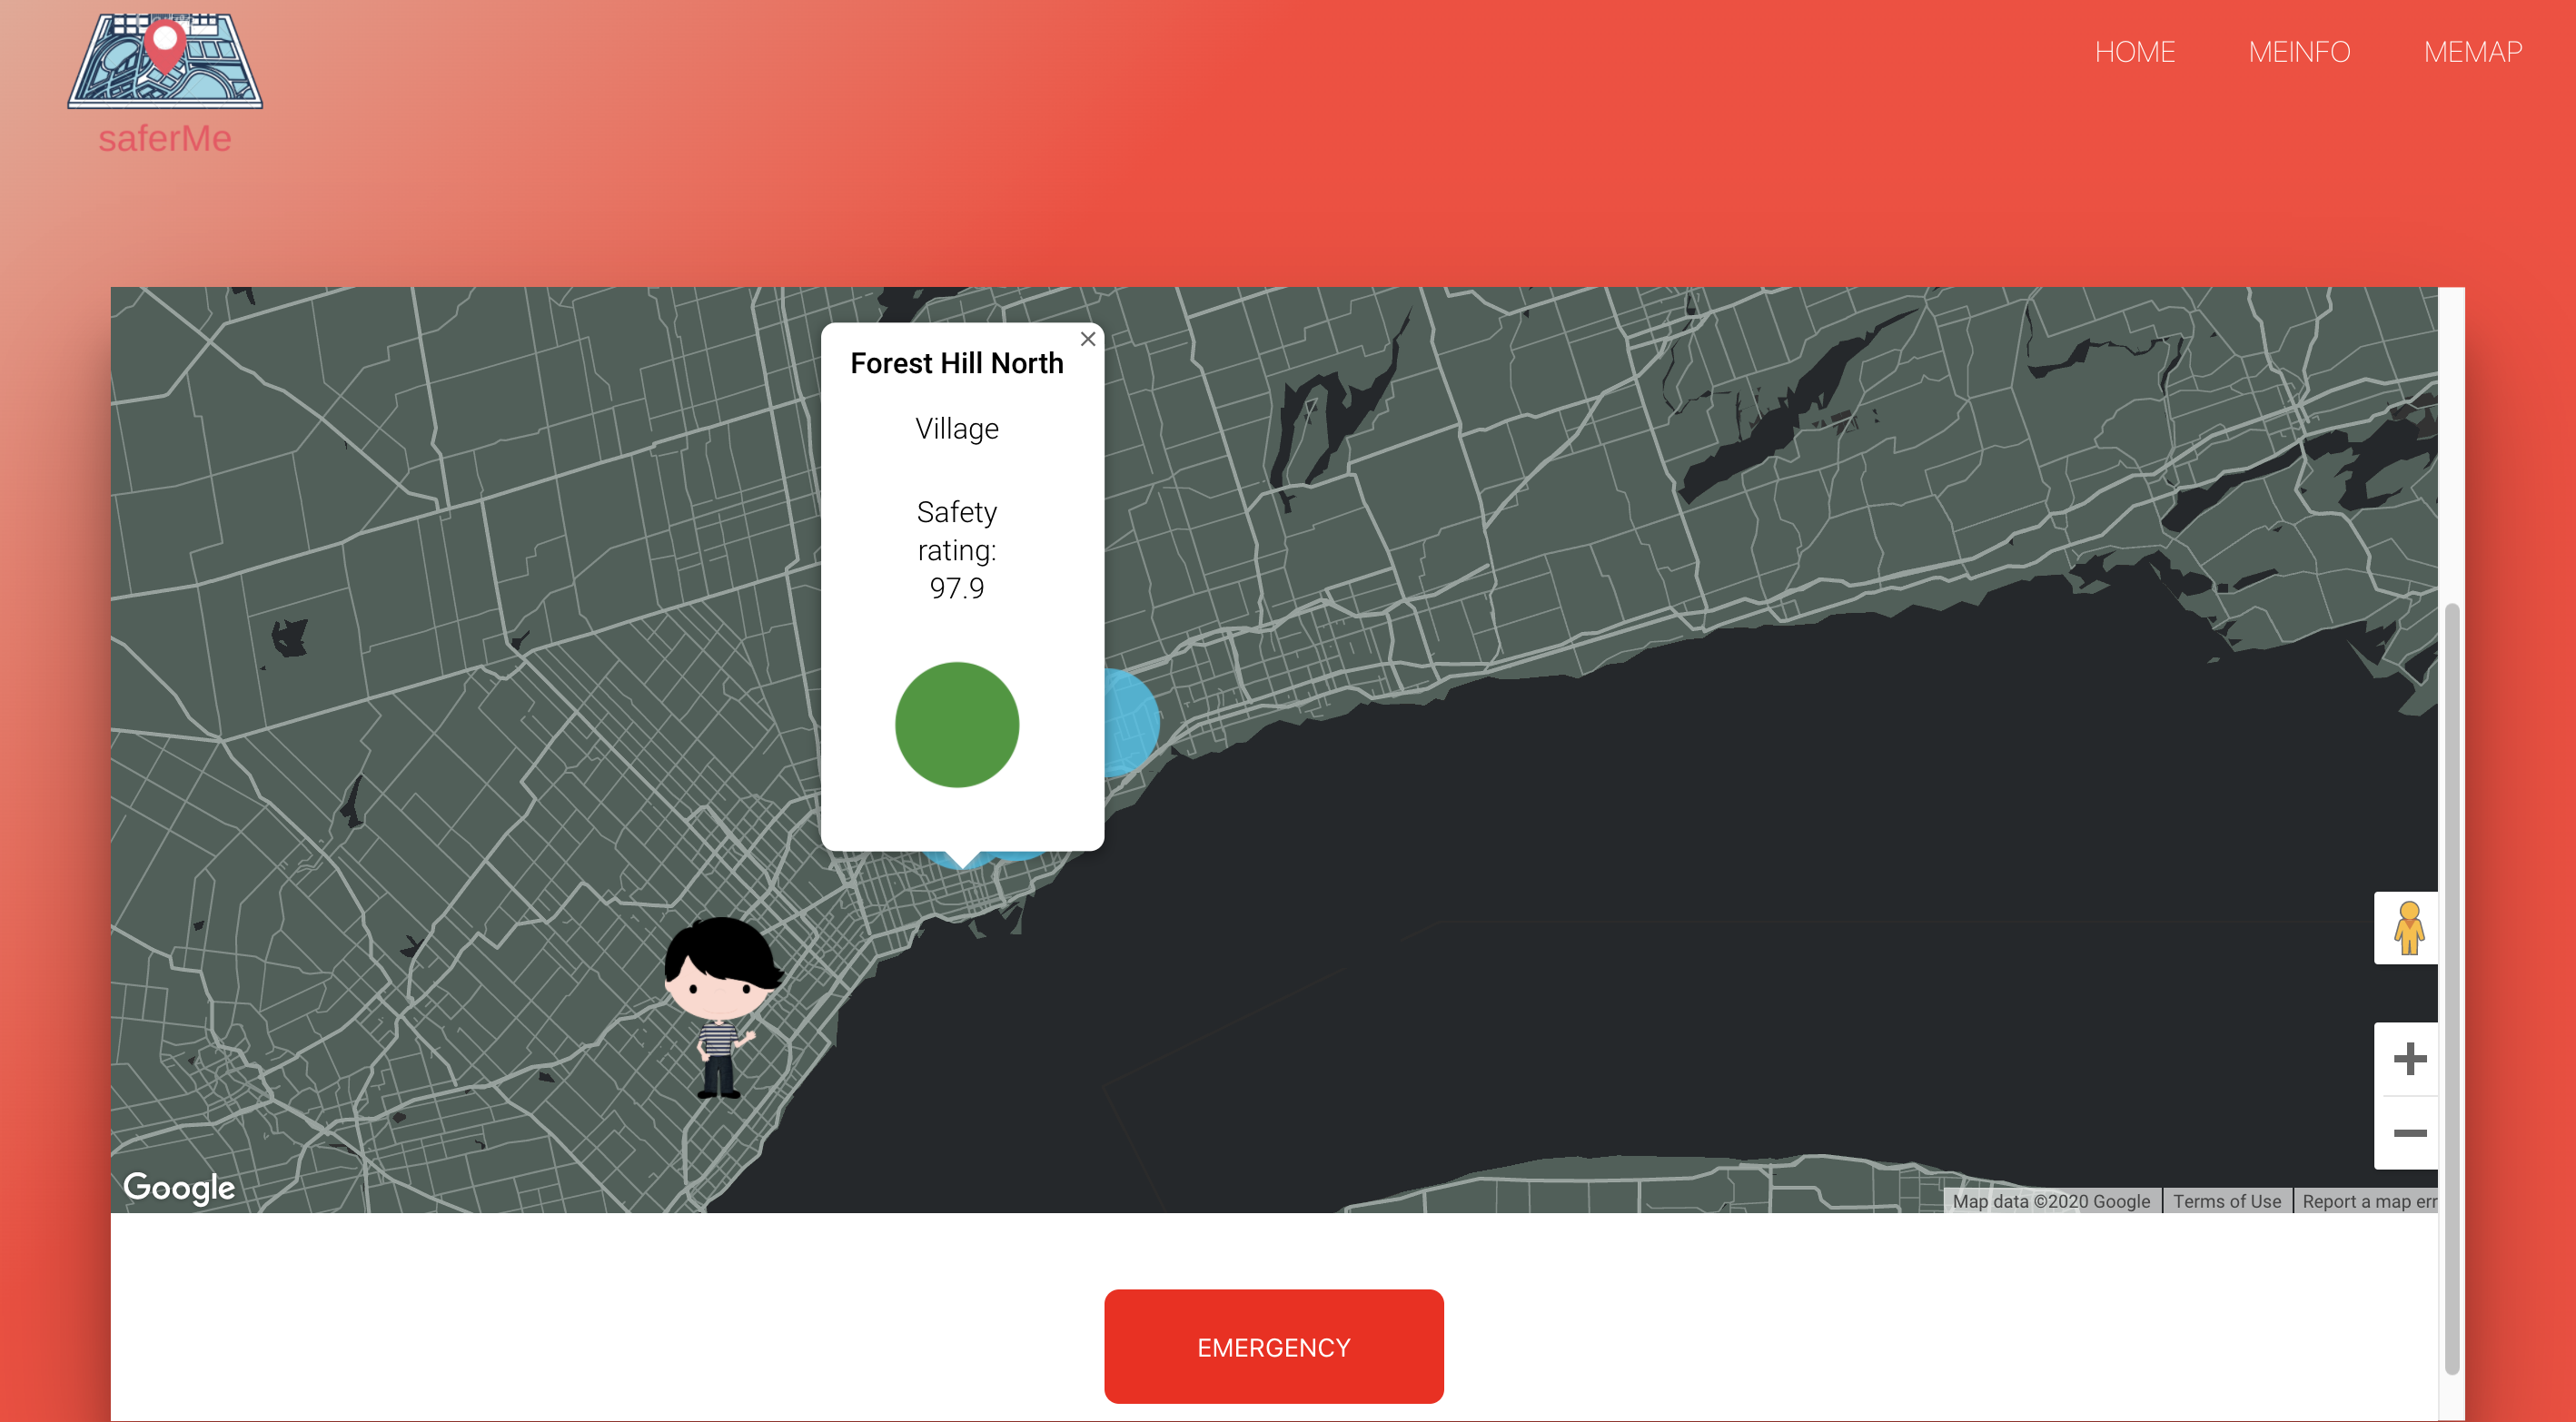 saferMe
HOME
MEINFO
MEMAP
Forest Hill North
Village
Safety
rating:
97.9
Google
Map data ©2020 Google
Terms of Use
Report a map err
EMERGENCY